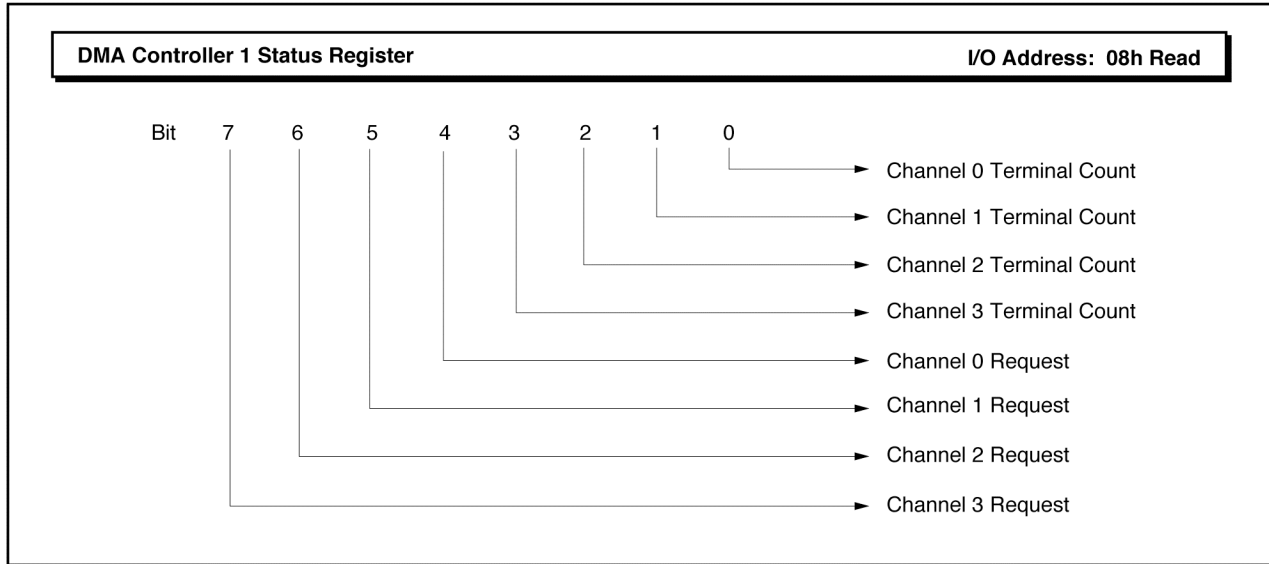 DMA Controller 1 Status Register I/O Address: 08h Read
Bit 7 6 5 4 3 2 1 0
Channel 0 Terminal Count
Channel 1 Terminal Count
Channel 2 Terminal Count
Channel 3 Terminal Count
Channel 0 Request
Channel 1 Request
Channel 2 Request
Channel 3 Request